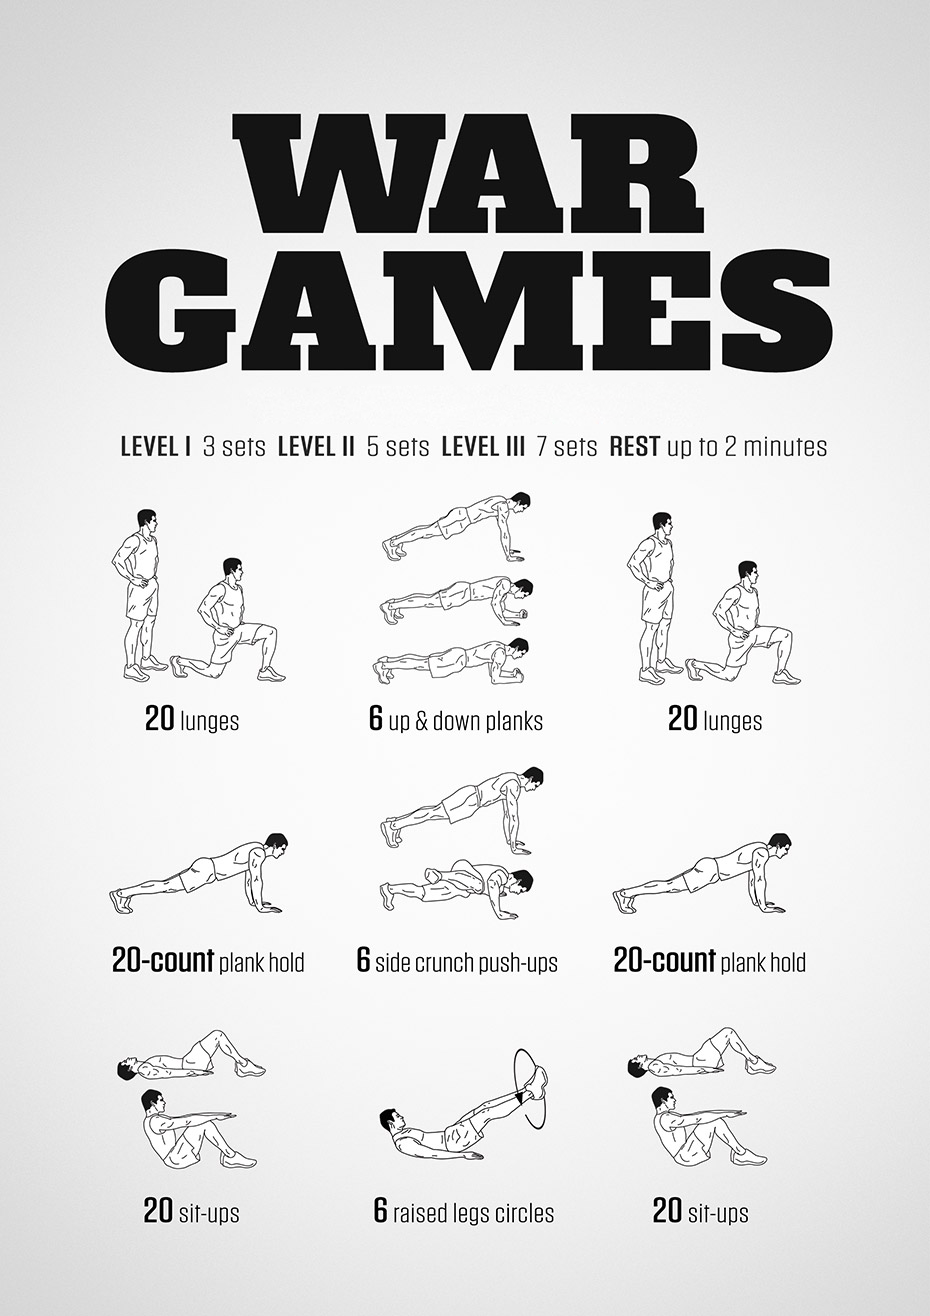 WAR
GAMES
LEVEL I 3 sets LEVEL II 5 sets LEVEL III 7 sets REST up to 2 minutes
20 lunges
6 up & down planks
20 lunges
20-count plank hold
6 side crunch push-ups
20-count plank hold
20 sit-ups
6 raised legs circles
20 sit-ups